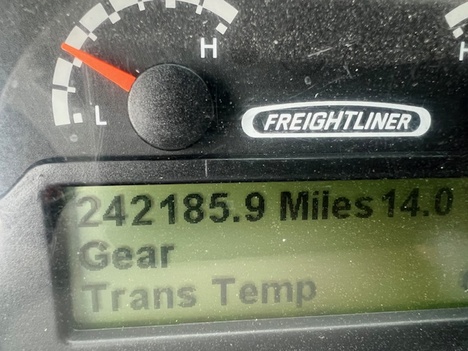 H
L
H
FREIGHTLINER
242185.9 Miles 14.0
Gear
Trans Temp